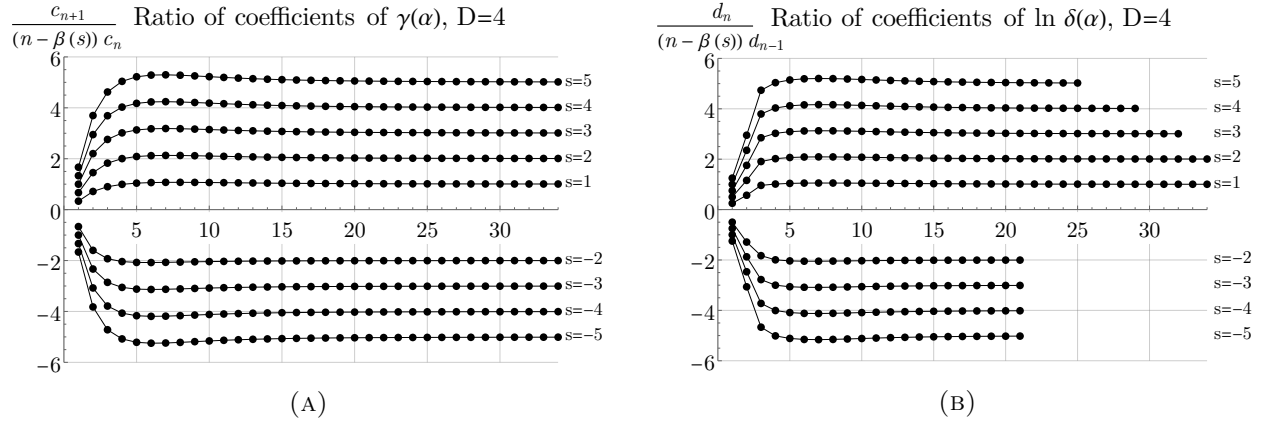 c_{n+1} / (n − β(s)) c_n Ratio of coefficients of γ(α), D=4
6
s=5
4
s=4
s=3
2
s=2
s=1
0
5 10 15 20 25 30
−2
s=−2
s=−3
−4
s=−4
s=−5
−6
(A)
d_n / (n − β(s)) d_{n−1} Ratio of coefficients of ln δ(α), D=4
6
s=5
4
s=4
s=3
2
s=2
s=1
0
5 10 15 20 25 30
−2
s=−2
s=−3
−4
s=−4
s=−5
−6
(B)